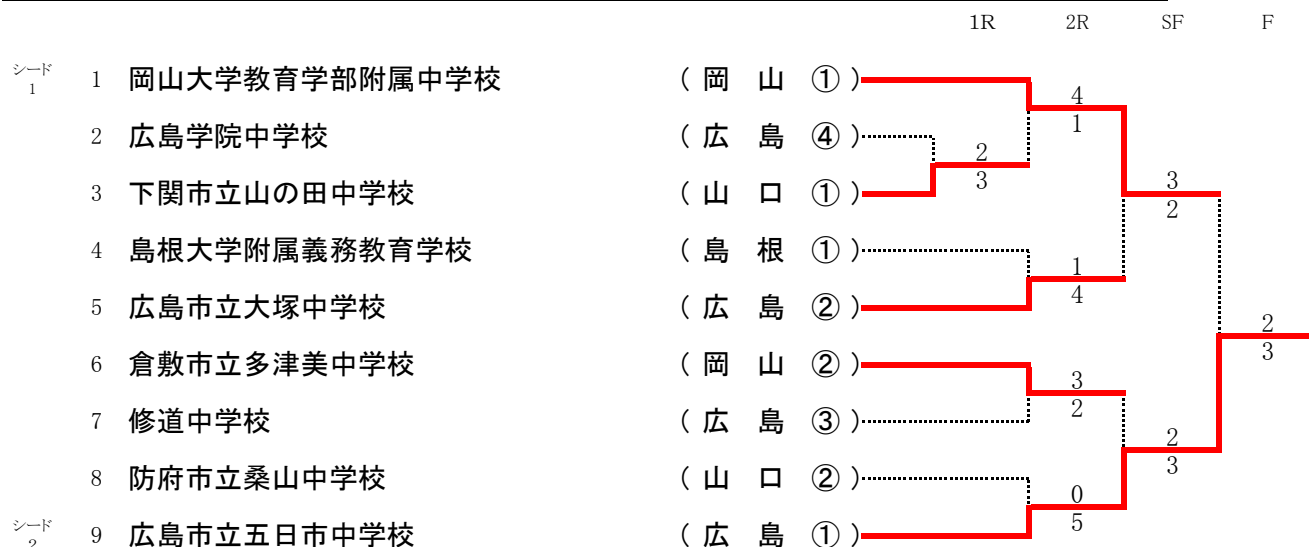 1R 2R SF F
シード 1 1 岡山大学教育学部附属中学校 ( 岡 山 ① )
4
1
2 広島学院中学校 ( 広 島 ④ )
2
3
3 下関市立山の田中学校 ( 山 口 ① )
3
2
4 島根大学附属義務教育学校 ( 島 根 ① )
1
4
5 広島市立大塚中学校 ( 広 島 ② )
2
3
6 倉敷市立多津美中学校 ( 岡 山 ② )
3
2
7 修道中学校 ( 広 島 ③ )
2
3
8 防府市立桑山中学校 ( 山 口 ② )
0
5
シード 2 9 広島市立五日市中学校 ( 広 島 ① )